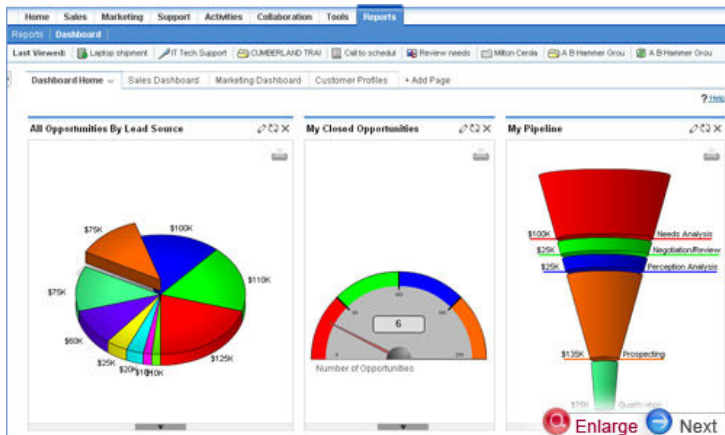 Home Sales Marketing Support Activities Collaboration Tools Reports
Reports Dashboard
Last Viewed: Laptop shipment IT Tech Support CUMBERLAND TRAI Call to schedul Review needs Milton Cerda A B Hammer Grou A B Hammer Grou
Dashboard Home Sales Dashboard Marketing Dashboard Customer Profiles + Add Page
? Help
All Opportunities By Lead Source My Closed Opportunities My Pipeline
$75K
$100K
$110K
$75K
$60K
$25K
$20K
$10K
$125K
6
0
Number of Opportunities
$100K Needs Analysis
$25K Negotiation/Review
$25K Perception Analysis
$135K Prospecting
$75K Qualification
Enlarge Next